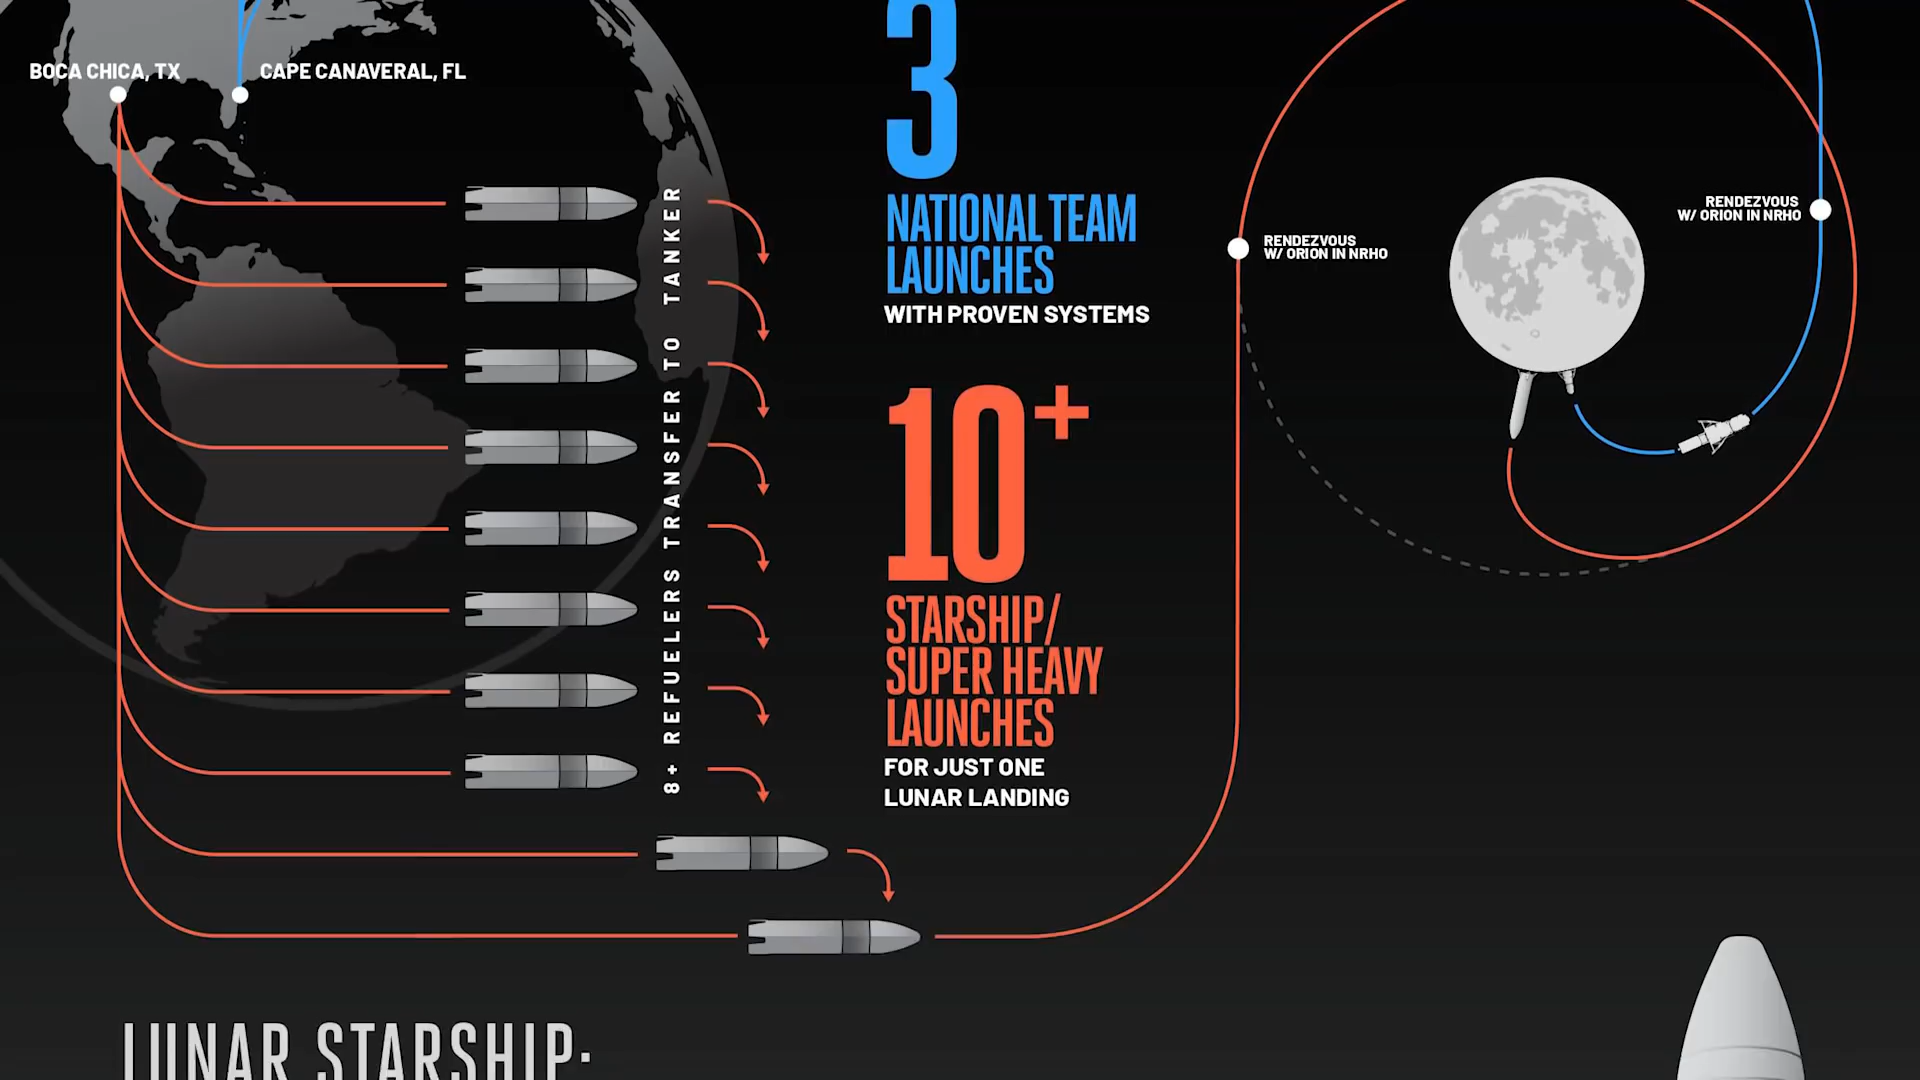 BOCA CHICA, TX
CAPE CANAVERAL, FL
8+ REFUELERS TRANSFER TO TANKER
3
NATIONAL TEAM
LAUNCHES
WITH PROVEN SYSTEMS
10+
STARSHIP/
SUPER HEAVY
LAUNCHES
FOR JUST ONE
LUNAR LANDING
RENDEZVOUS
W/ ORION IN NRHO
RENDEZVOUS
W/ ORION IN NRHO
LUNAR STARSHIP: